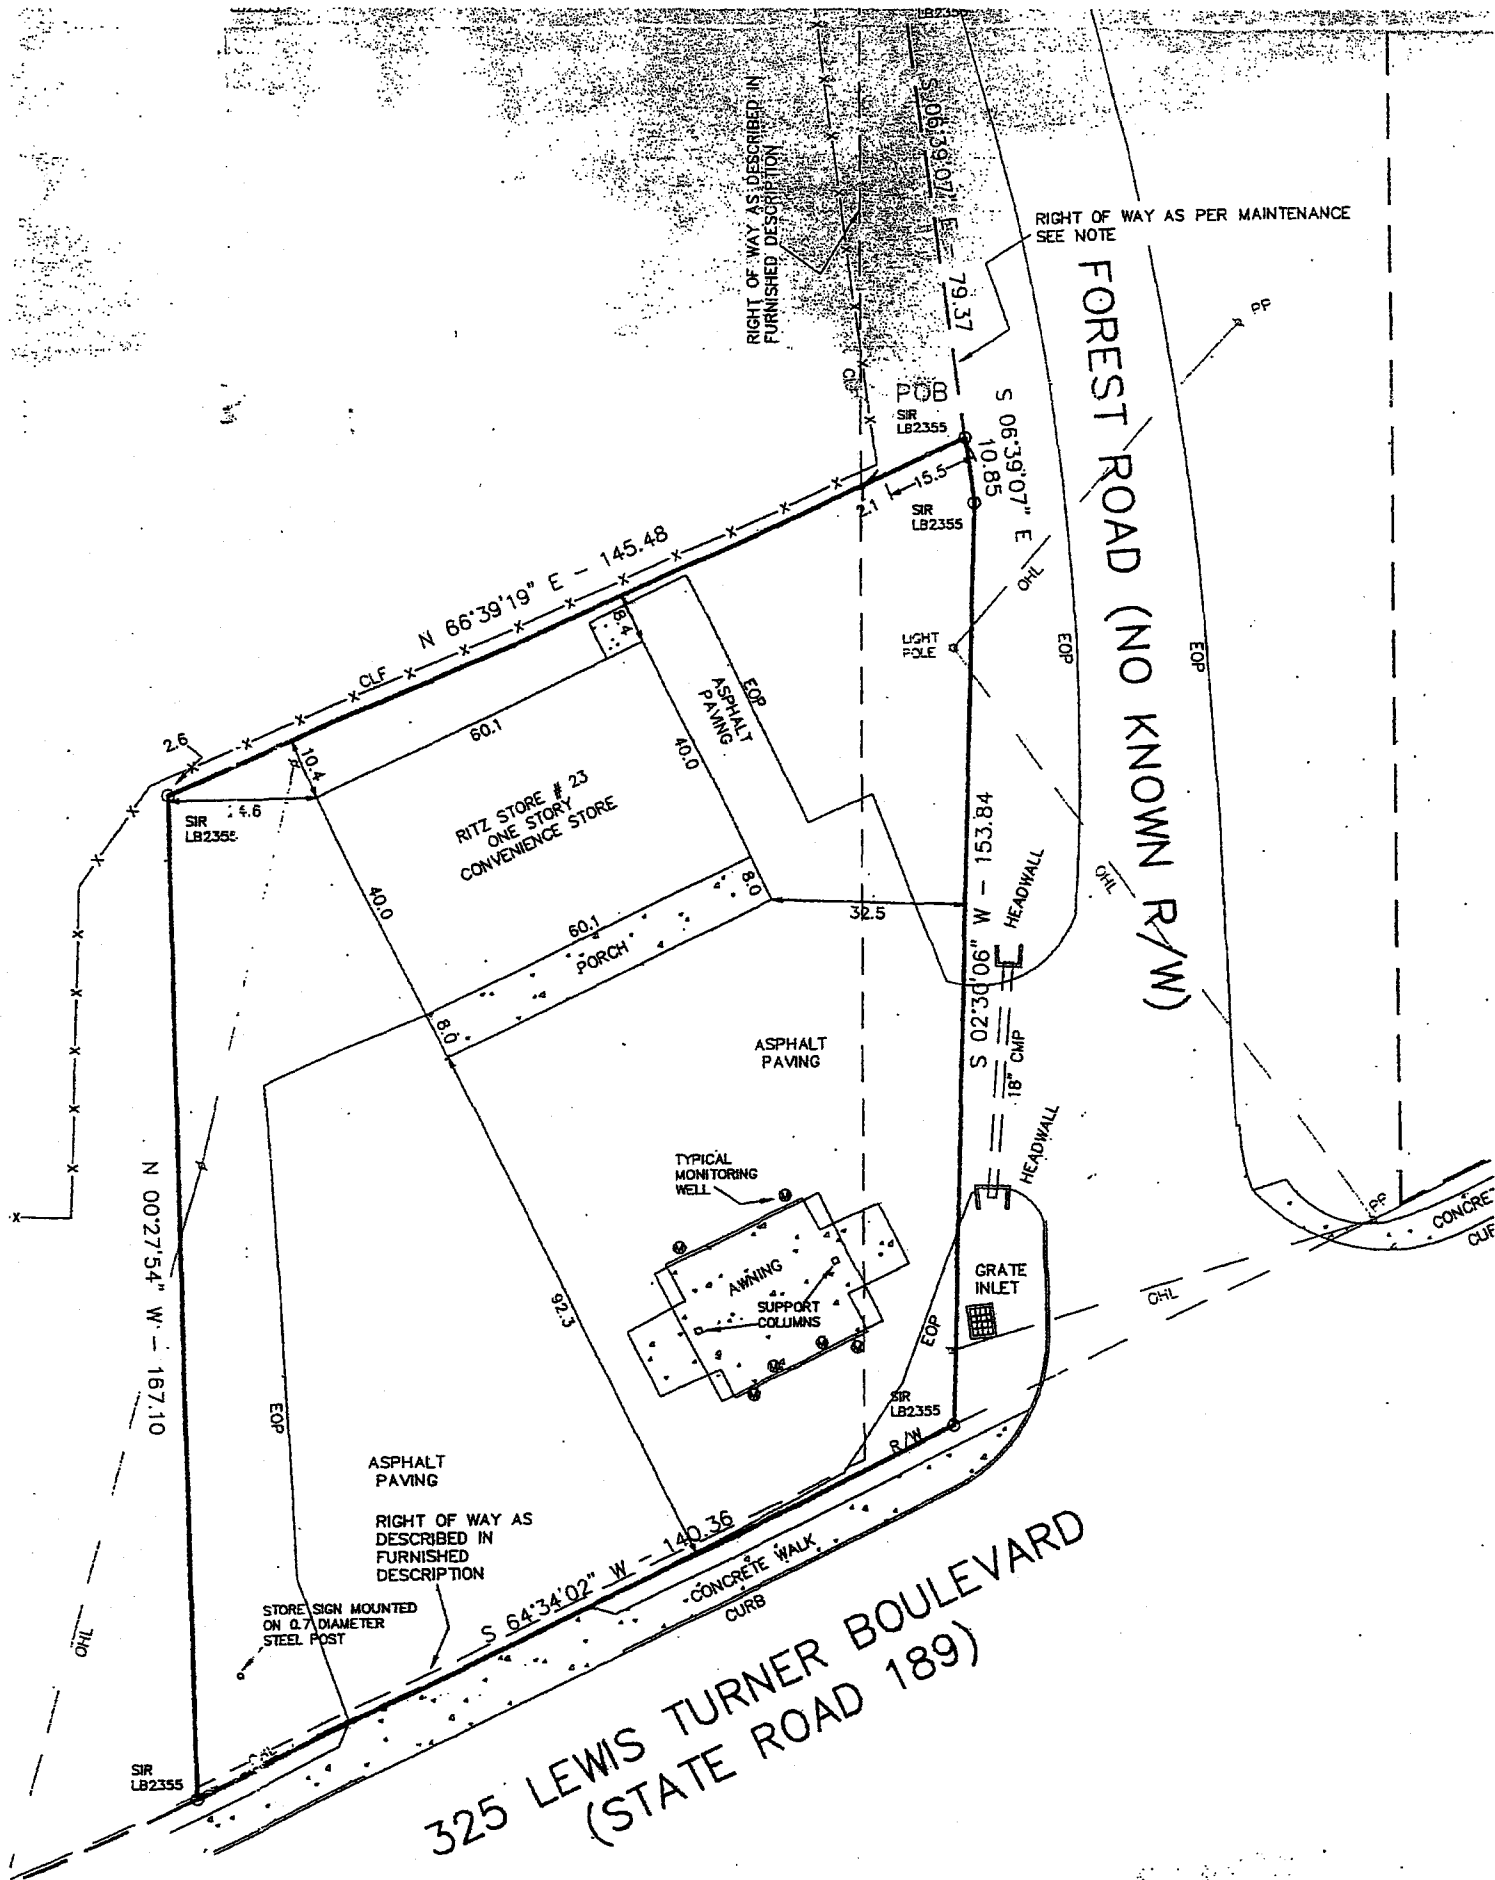 LB2355
S 06°39'07" E - 79.37
RIGHT OF WAY AS DESCRIBED IN
FURNISHED DESCRIPTION
RIGHT OF WAY AS PER MAINTENANCE
SEE NOTE
FOREST ROAD (NO KNOWN R/W)
PP
CLF
POB
SIR
LB2355
S 06°39'07" E
10.85
15.5
2.1
SIR
LB2355
OHL
N 66°39'19" E - 145.48
CLF
8.4
LIGHT
POLE
EOP
EOP
ASPHALT
PAVING
EOP
2.6
10.4
60.1
40.0
RITZ STORE # 23
ONE STORY
CONVENIENCE STORE
4.6
SIR
LB2355
40.0
60.1
8.0
PORCH
32.5
S 02°30'06" W - 153.84
HEADWALL
OHL
8.0
ASPHALT
PAVING
18" CMP
HEADWALL
TYPICAL
MONITORING
WELL
N 00°27'54" W - 167.10
AWNING
SUPPORT
COLUMNS
92.3
GRATE
INLET
EOP
OHL
PP
CONCRE
CUR
EOP
SIR
LB2355
R/W
ASPHALT
PAVING
RIGHT OF WAY AS
DESCRIBED IN
FURNISHED
DESCRIPTION
S 64°34'02" W - 140.36
CONCRETE WALK
CURB
STORE SIGN MOUNTED
ON 0.7 DIAMETER
STEEL POST
OHL
SIR
LB2355
325 LEWIS TURNER BOULEVARD
(STATE ROAD 189)